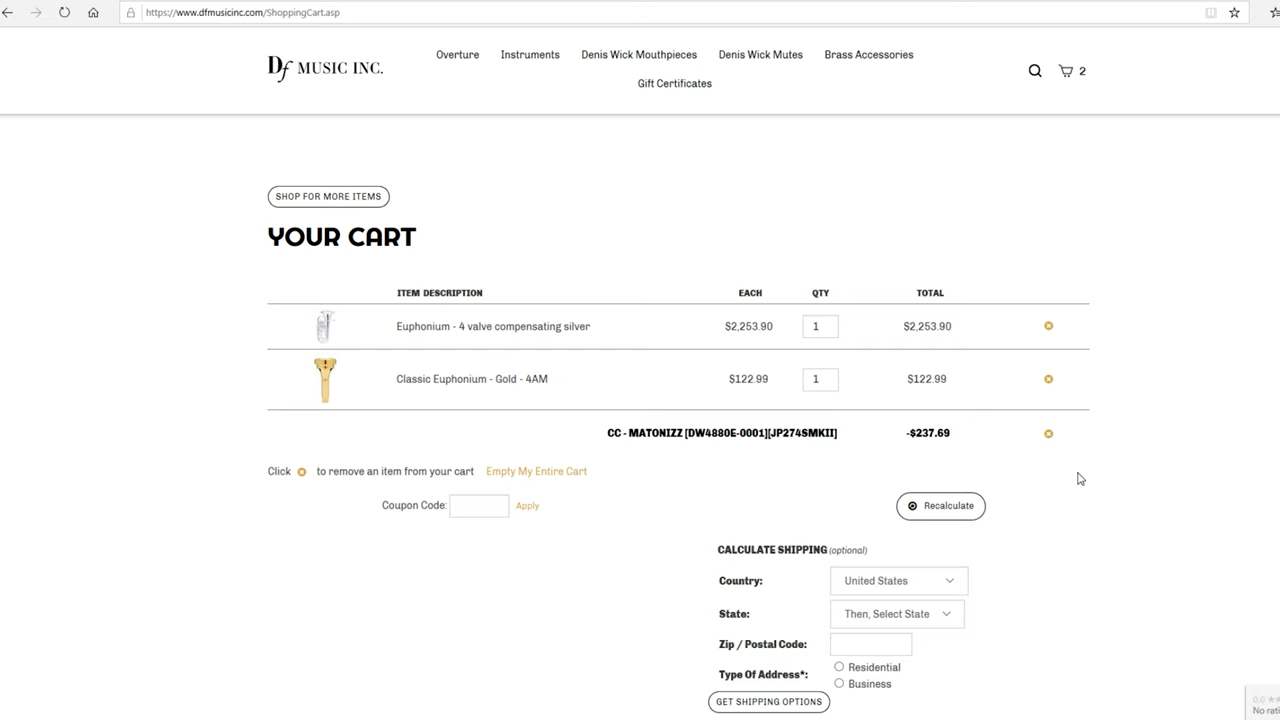 https://www.dfmusicinc.com/ShoppingCart.asp
Df MUSIC INC.
Overture Instruments Denis Wick Mouthpieces Denis Wick Mutes Brass Accessories
Gift Certificates
2
SHOP FOR MORE ITEMS
YOUR CART
ITEM DESCRIPTION EACH QTY TOTAL
Euphonium - 4 valve compensating silver $2,253.90 1 $2,253.90
Classic Euphonium - Gold - 4AM $122.99 1 $122.99
CC - MATONIZZ [DW4880E-0001][JP274SMKII] -$237.69
Click to remove an item from your cart Empty My Entire Cart
Coupon Code: Apply
Recalculate
CALCULATE SHIPPING (optional)
Country: United States
State: Then, Select State
Zip / Postal Code:
Type Of Address*:
Residential
Business
GET SHIPPING OPTIONS
0.0
No